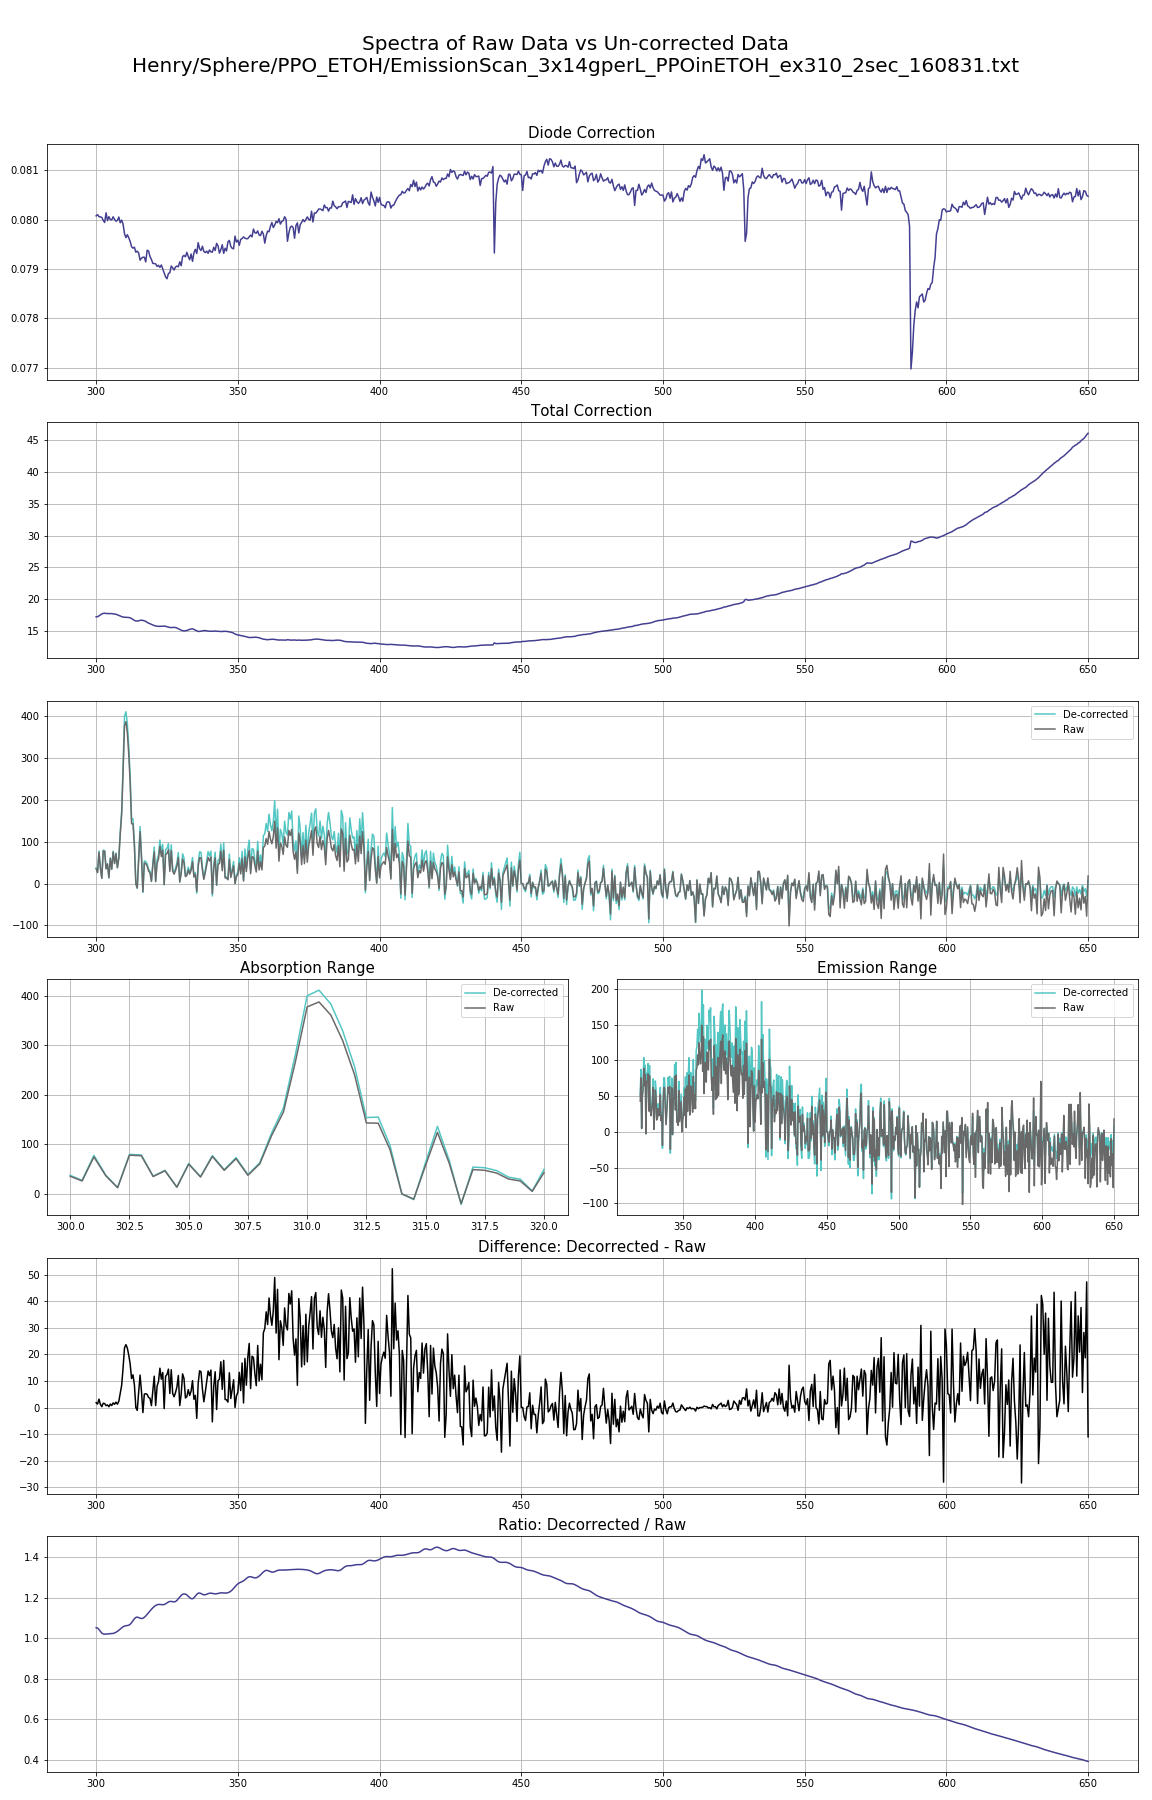 Spectra of Raw Data vs Un-corrected Data
Henry/Sphere/PPO_ETOH/EmissionScan_3x14gperL_PPOinETOH_ex310_2sec_160831.txt
Diode Correction
0.081
0.080
0.079
0.078
0.077
300 350 400 450 500 550 600 650
Total Correction
45
40
35
30
25
20
15
300 350 400 450 500 550 600 650
De-corrected
Raw
400
300
200
100
0
−100
300 350 400 450 500 550 600 650
Absorption Range
De-corrected
Raw
400
300
200
100
0
300.0 302.5 305.0 307.5 310.0 312.5 315.0 317.5 320.0
Emission Range
De-corrected
Raw
200
150
100
50
0
−50
−100
350 400 450 500 550 600 650
Difference: Decorrected - Raw
50
40
30
20
10
0
−10
−20
−30
300 350 400 450 500 550 600 650
Ratio: Decorrected / Raw
1.4
1.2
1.0
0.8
0.6
0.4
300 350 400 450 500 550 600 650